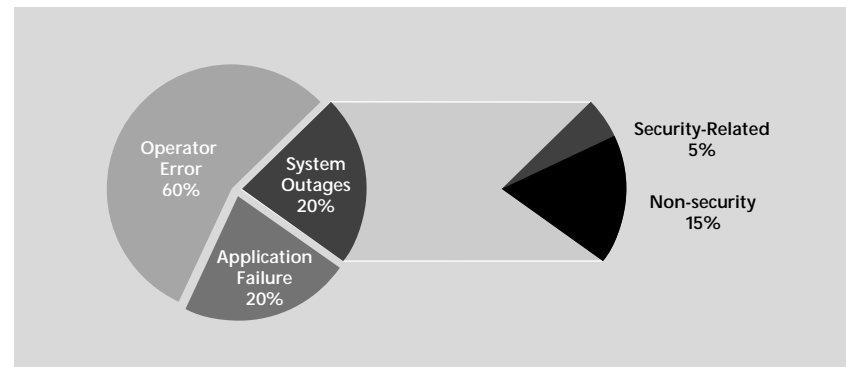 Operator
Error
60%
System
Outages
20%
Application
Failure
20%
Security-Related
5%
Non-security
15%